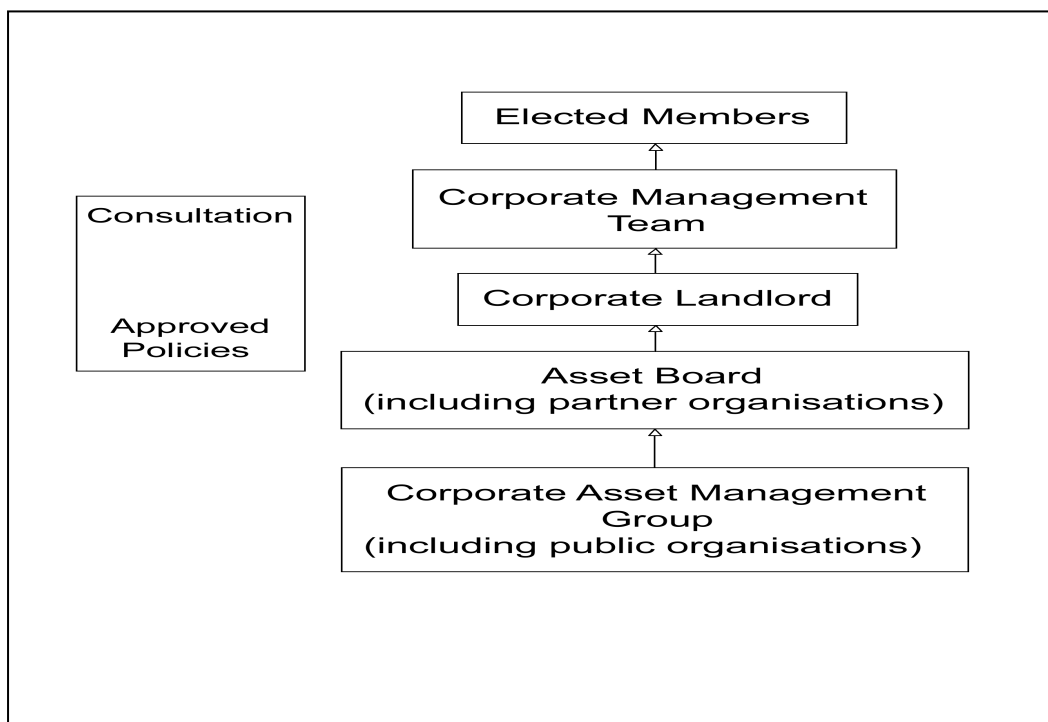 Elected Members
Corporate Management
Team
Consultation
Approved
Policies
Corporate Landlord
Asset Board
(including partner organisations)
Corporate Asset Management
Group
(including public organisations)